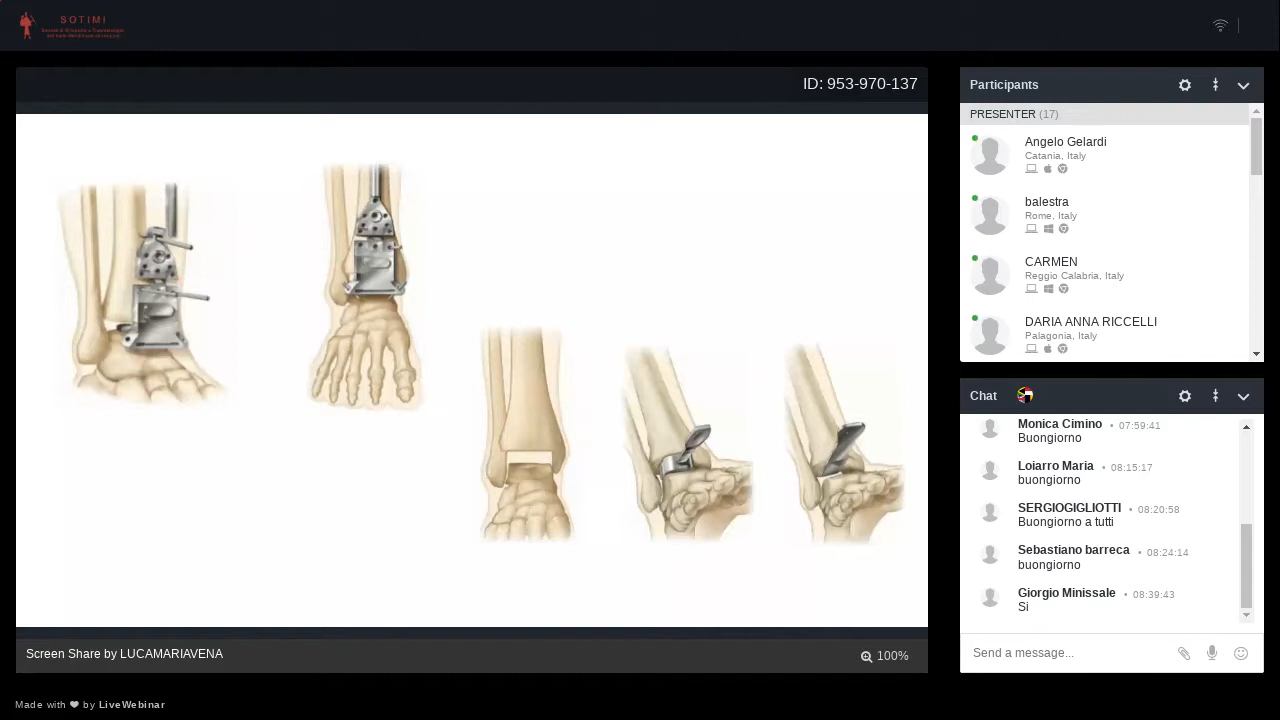 SOTIMI
ID: 953-970-137
Screen Share by LUCAMARIAVENA
100%
Participants
PRESENTER (17)
Angelo Gelardi
Catania, Italy
balestra
Rome, Italy
CARMEN
Reggio Calabria, Italy
DARIA ANNA RICCELLI
Palagonia, Italy
Chat
Monica Cimino • 07:59:41
Buongiorno
Loiarro Maria • 08:15:17
buongiorno
SERGIOGIGLIOTTI • 08:20:58
Buongiorno a tutti
Sebastiano barreca • 08:24:14
buongiorno
Giorgio Minissale • 08:39:43
Si
Send a message...
Made with ❤ by LiveWebinar